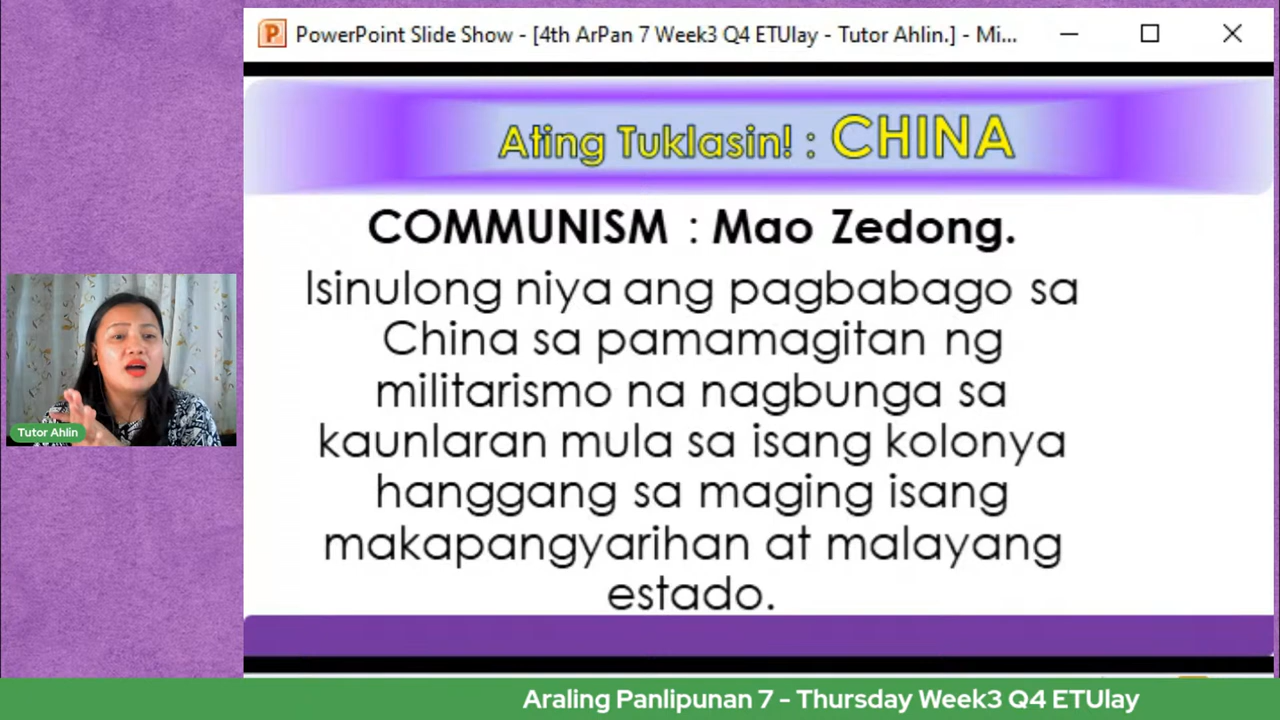 PowerPoint Slide Show - [4th ArPan 7 Week3 Q4 ETUlay - Tutor Ahlin.] - Mi...
Ating Tuklasin! : CHINA
COMMUNISM : Mao Zedong.
Isinulong niya ang pagbabago sa
China sa pamamagitan ng
militarismo na nagbunga sa
kaunlaran mula sa isang kolonya
hanggang sa maging isang
makapangyarihan at malayang
estado.
Tutor Ahlin
Araling Panlipunan 7 - Thursday Week3 Q4 ETUlay